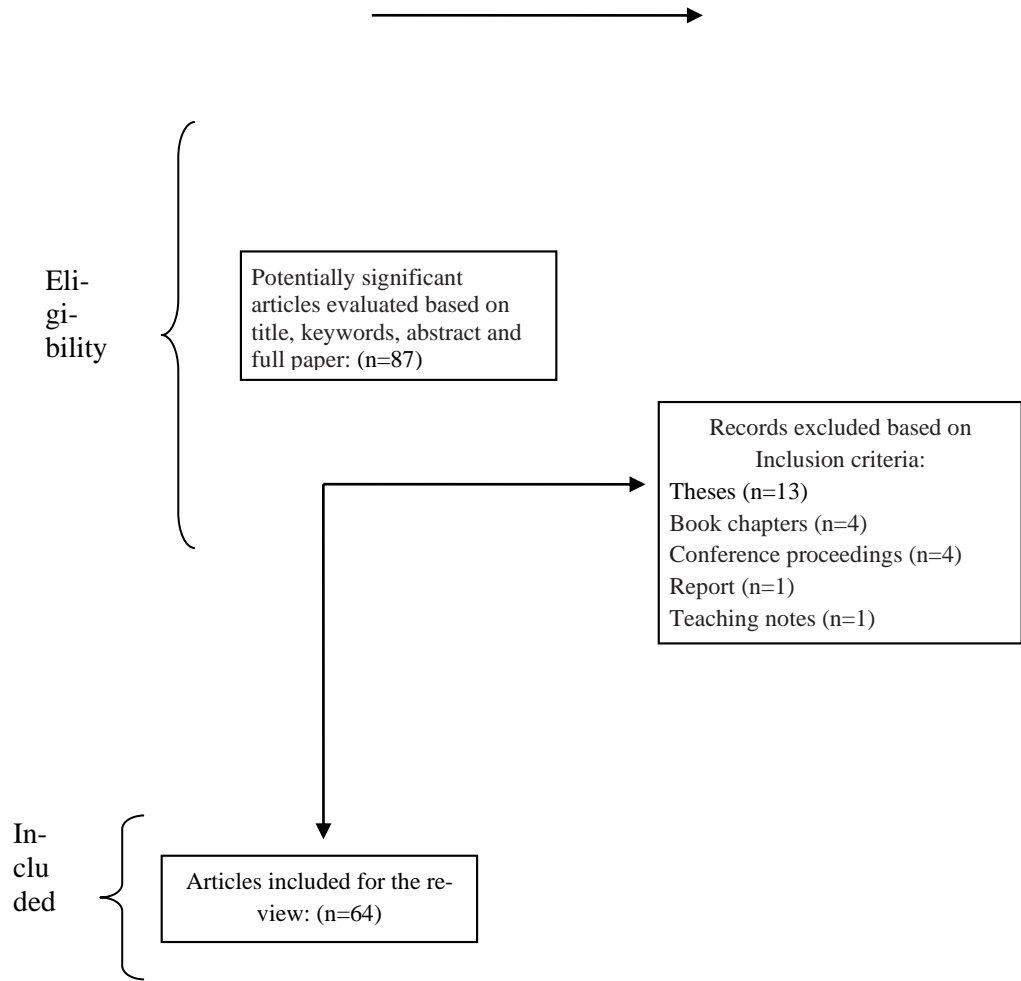 Eli-
gi-
bility
Potentially significant
articles evaluated based on
title, keywords, abstract and
full paper: (n=87)
Records excluded based on
Inclusion criteria:
Theses (n=13)
Book chapters (n=4)
Conference proceedings (n=4)
Report (n=1)
Teaching notes (n=1)
In-
clu
ded
Articles included for the re-
view: (n=64)